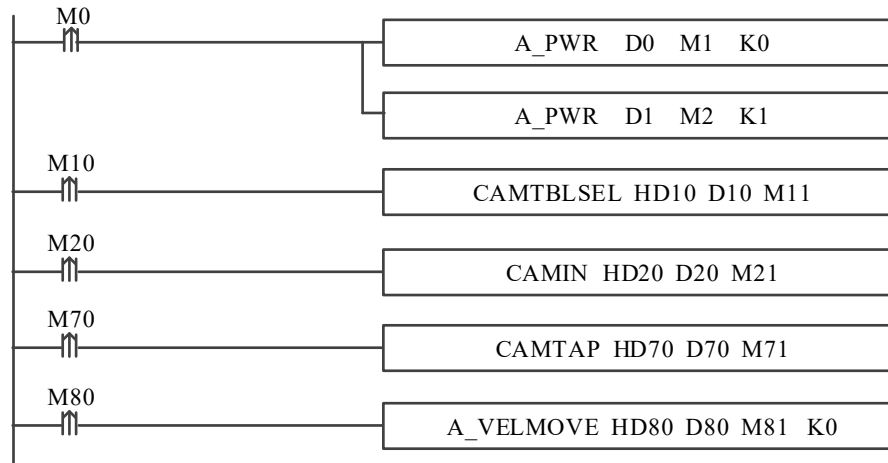 M0
A_PWR D0 M1 K0
A_PWR D1 M2 K1
M10
CAMTBLSEL HD10 D10 M11
M20
CAMIN HD20 D20 M21
M70
CAMTAP HD70 D70 M71
M80
A_VELMOVE HD80 D80 M81 K0